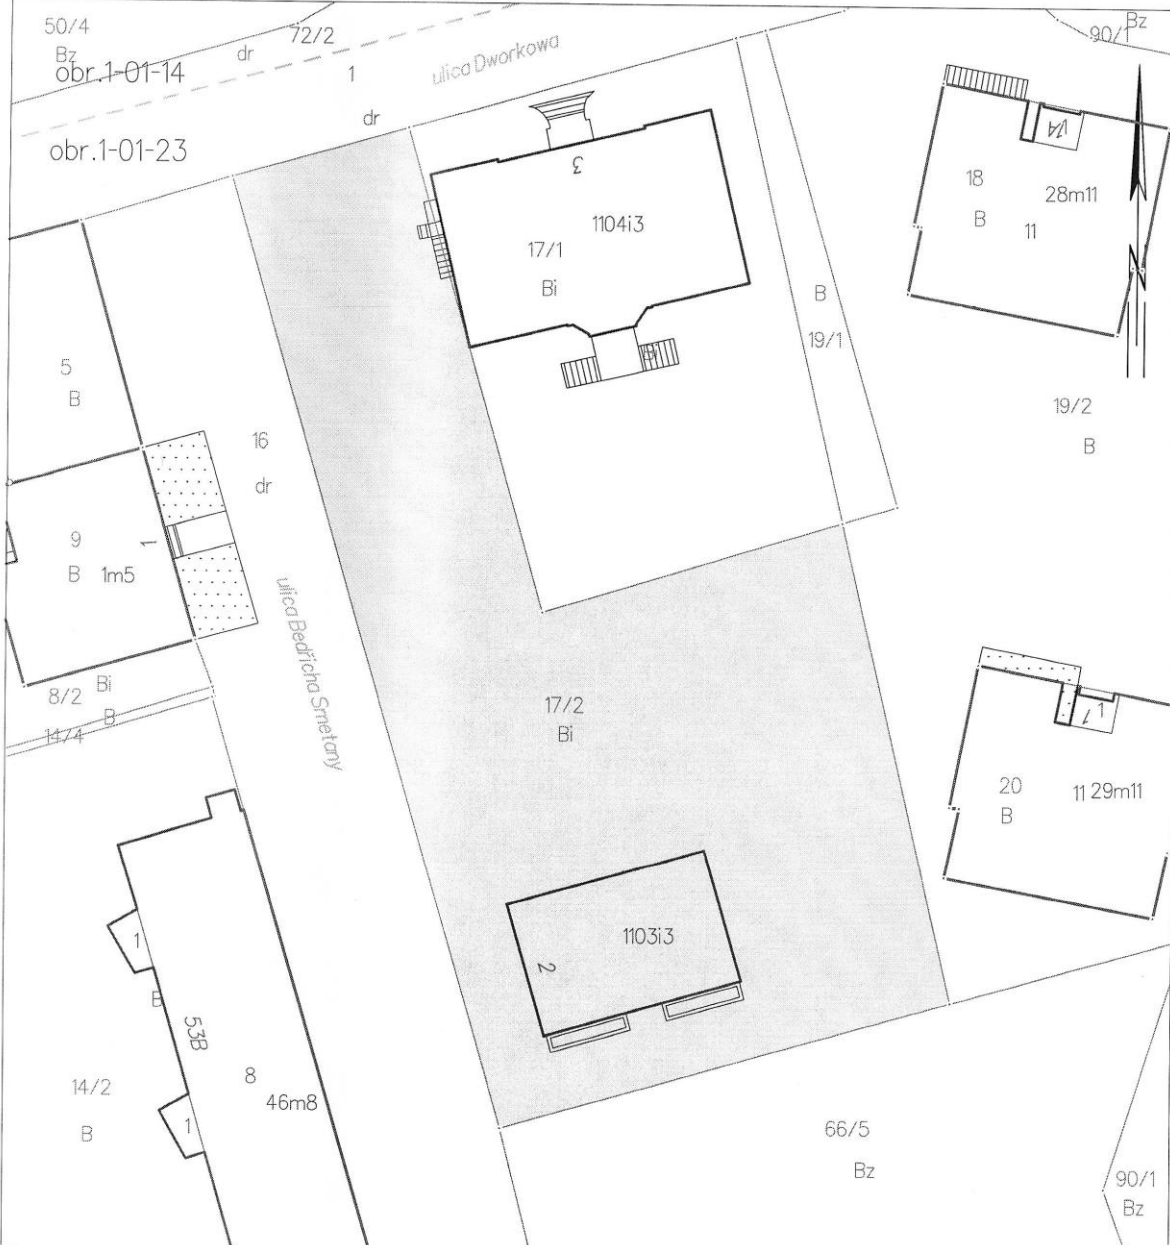 50/4
Bz
obr.1-01-14
dr
72/2
1
dr
ulica Dworkowa
90/1
Bz
obr.1-01-23
3
1104i3
17/1
Bi
Bi
B
19/1
18
B
28m11
11
19/2
B
5
B
16
dr
9
B
1m5
1
ulica Bedřicha Smetany
8/2
Bi
B
14/4
17/2
Bi
20
B
11 29m11
1
1103i3
2
1
B
53B
8
46m8
14/2
B
1
66/5
Bz
90/1
Bz